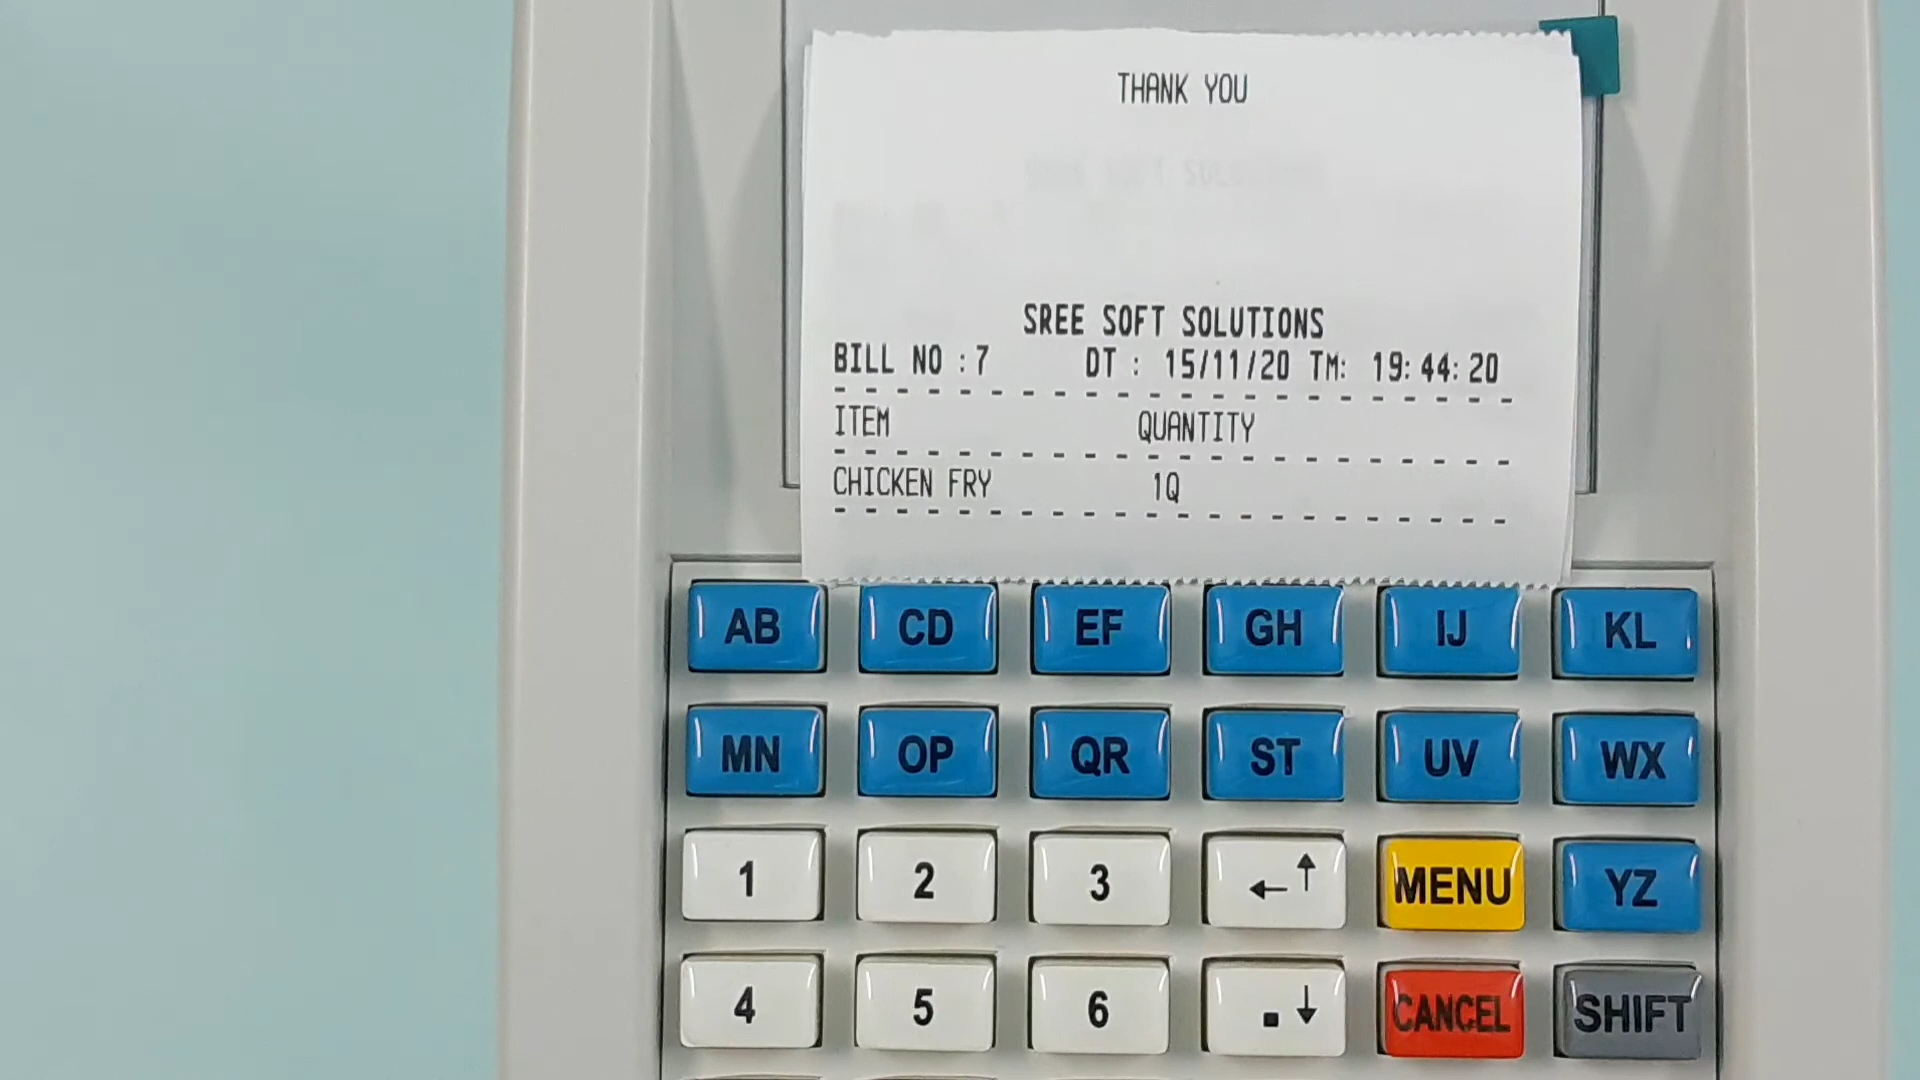 THANK YOU
SREE SOFT SOLUTIONS
BILL NO :7 DT : 15/11/20 TM: 19:44:20
ITEM QUANTITY
CHICKEN FRY 1Q
AB CD EF GH IJ KL
MN OP QR ST UV WX
1 2 3 ←↑ MENU YZ
4 5 6 .↓ CANCEL SHIFT